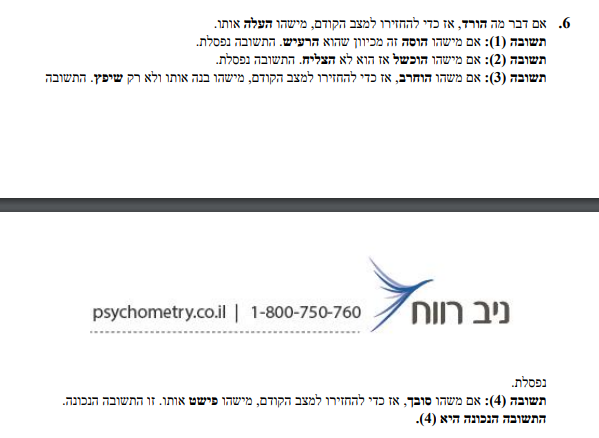 6. אם דבר מה הורד, אז כדי להחזירו למצב הקודם, מישהו העלה אותו.
תשובה (1): אם מישהו הוסה זה מכיוון שהוא הרעיש. התשובה נפסלת.
תשובה (2): אם מישהו הוכשל אז הוא לא הצליח. התשובה נפסלת.
תשובה (3): אם משהו הוחרב, אז כדי להחזירו למצב הקודם, מישהו בנה אותו ולא רק שיפץ. התשובה
ניב רווח
psychometry.co.il | 1-800-750-760
נפסלת.
תשובה (4): אם משהו סובך, אז כדי להחזירו למצב הקודם, מישהו פישט אותו. זו התשובה הנכונה.
התשובה הנכונה היא (4).